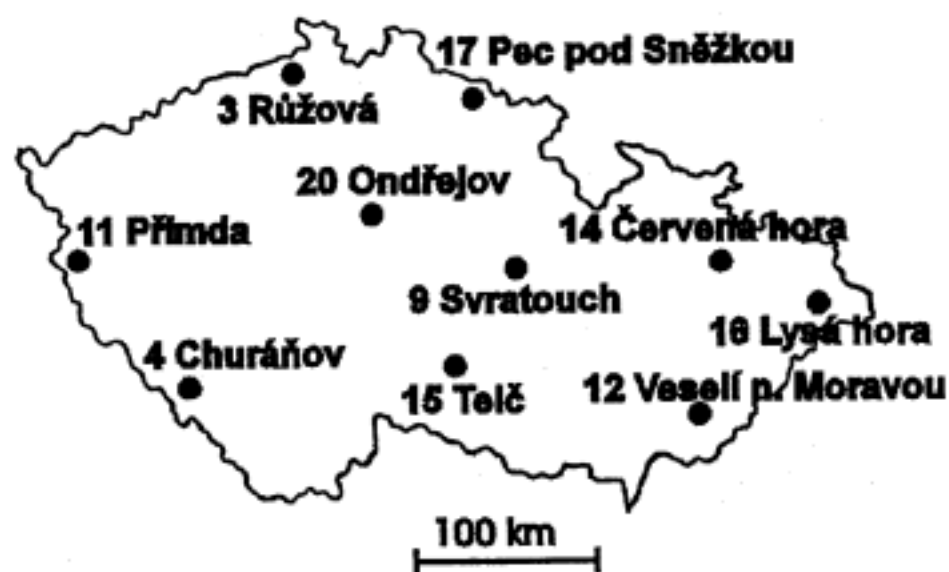 17 Pec pod Sněžkou
3 Růžová
20 Ondřejov
11 Přimda
14 Červená hora
9 Svratouch
16 Lysá hora
4 Churáňov
15 Telč
12 Veselí n. Moravou
100 km